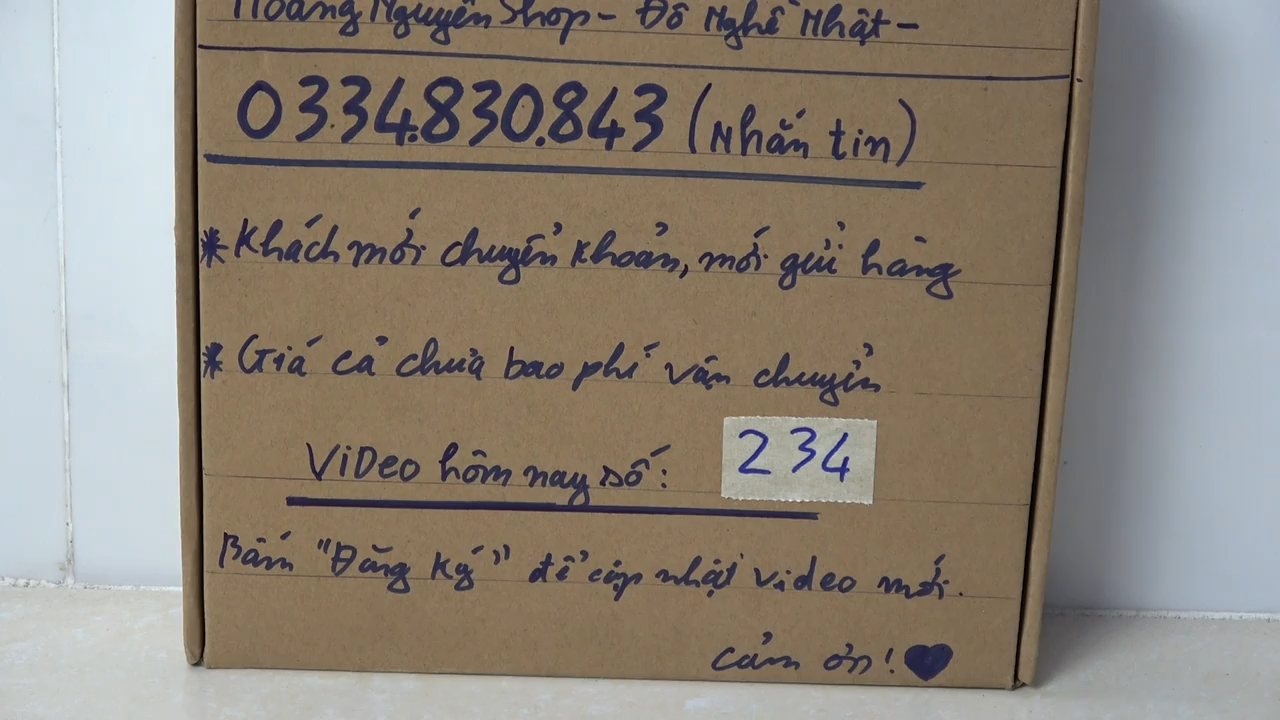 Hoàng Nguyên Shop - Đồ Nghề Nhật -
0334.830.843 (Nhắn tin)
* Khách mới chuyển khoản, mới gửi hàng
* Giá cả chưa bao phí vận chuyển
Video hôm nay số: 234
Bấm "Đăng ký" để cập nhật video mới.
Cảm ơn! ♥